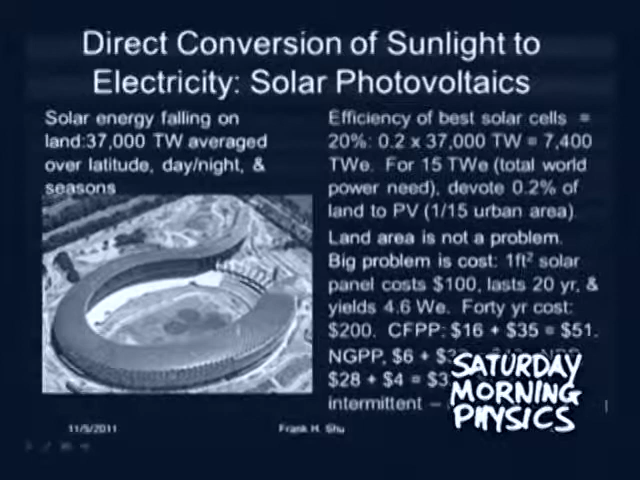 Direct Conversion of Sunlight to
Electricity: Solar Photovoltaics
Solar energy falling on
land:37,000 TW averaged
over latitude, day/night, &
seasons
Efficiency of best solar cells =
20%: 0.2 x 37,000 TW = 7,400
TWe. For 15 TWe (total world
power need), devote 0.2% of
land to PV (1/15 urban area).
Land area is not a problem.
Big problem is cost: 1ft² solar
panel costs $100, lasts 20 yr, &
yields 4.6 We. Forty yr cost:
$200. CFPP: $16 + $35 = $51.
NGPP, $6 +
$28 + $4 =
intermittent –
SATURDAY
MORNING
PHYSICS
11/5/2011
Frank H. Shu